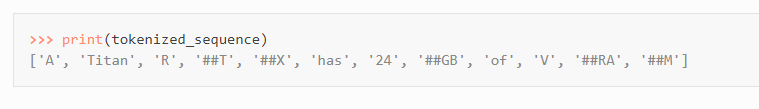 >>> print(tokenized_sequence)
['A', 'Titan', 'R', '##T', '##X', 'has', '24', '##GB', 'of', 'V', '##RA', '##M']